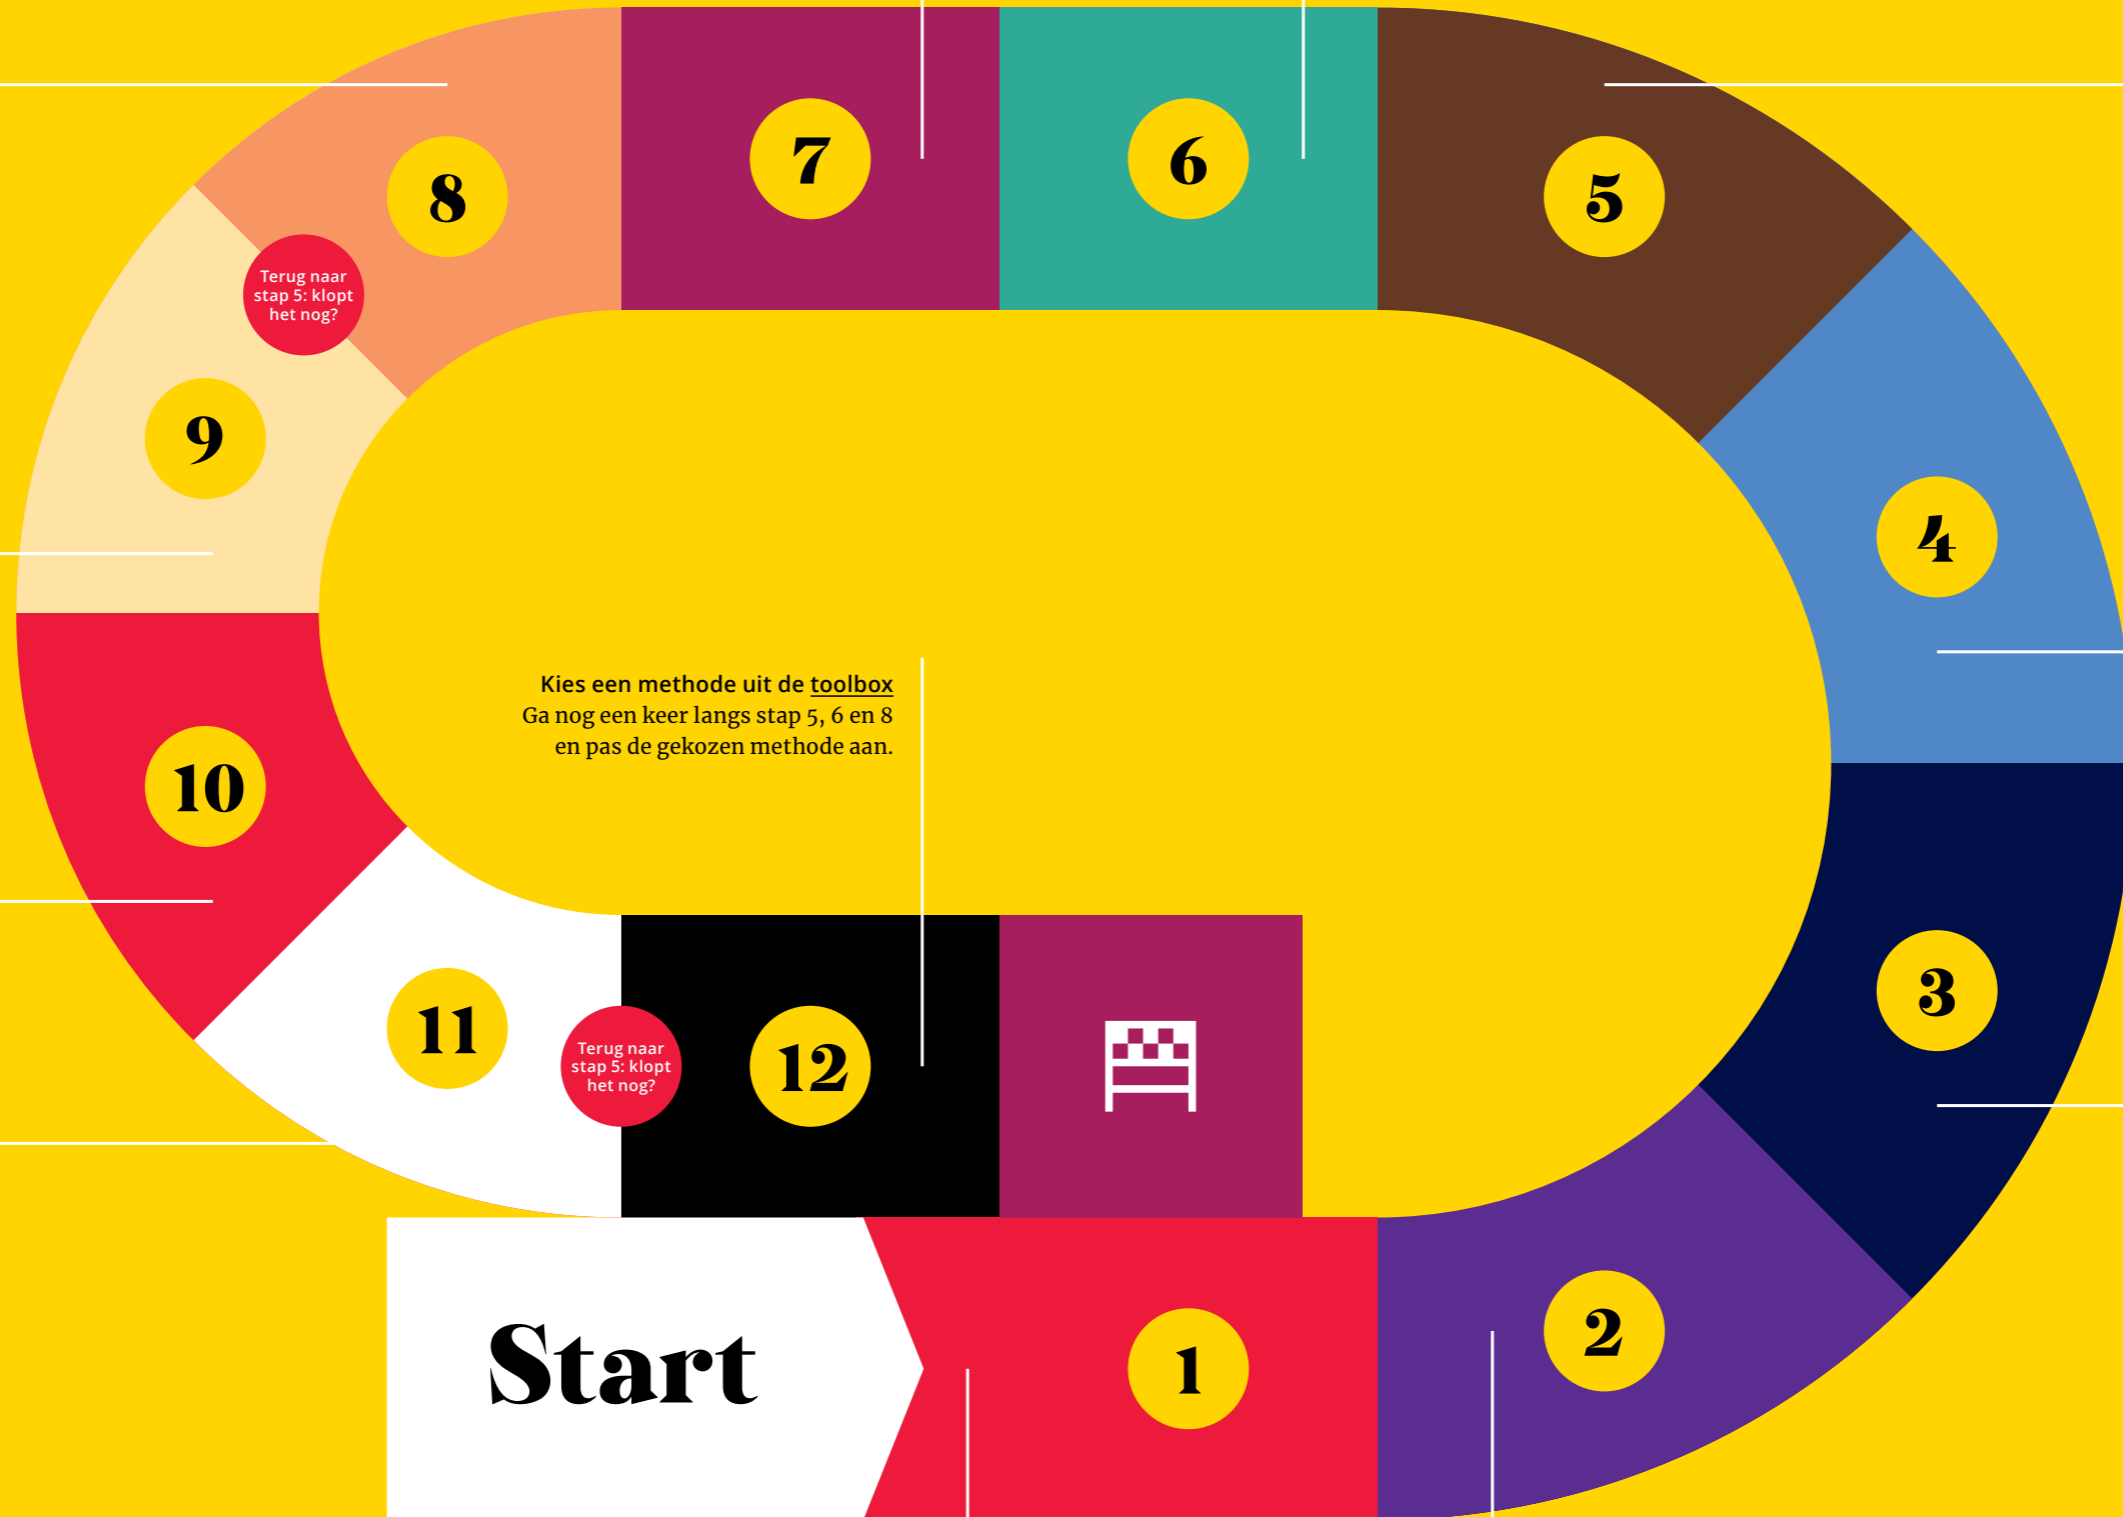 7
6
8
5
Terug naar
stap 5: klopt
het nog?
9
4
Kies een methode uit de toolbox
Ga nog een keer langs stap 5, 6 en 8
en pas de gekozen methode aan.
10
3
11
Terug naar
stap 5: klopt
het nog?
12
Start
1
2